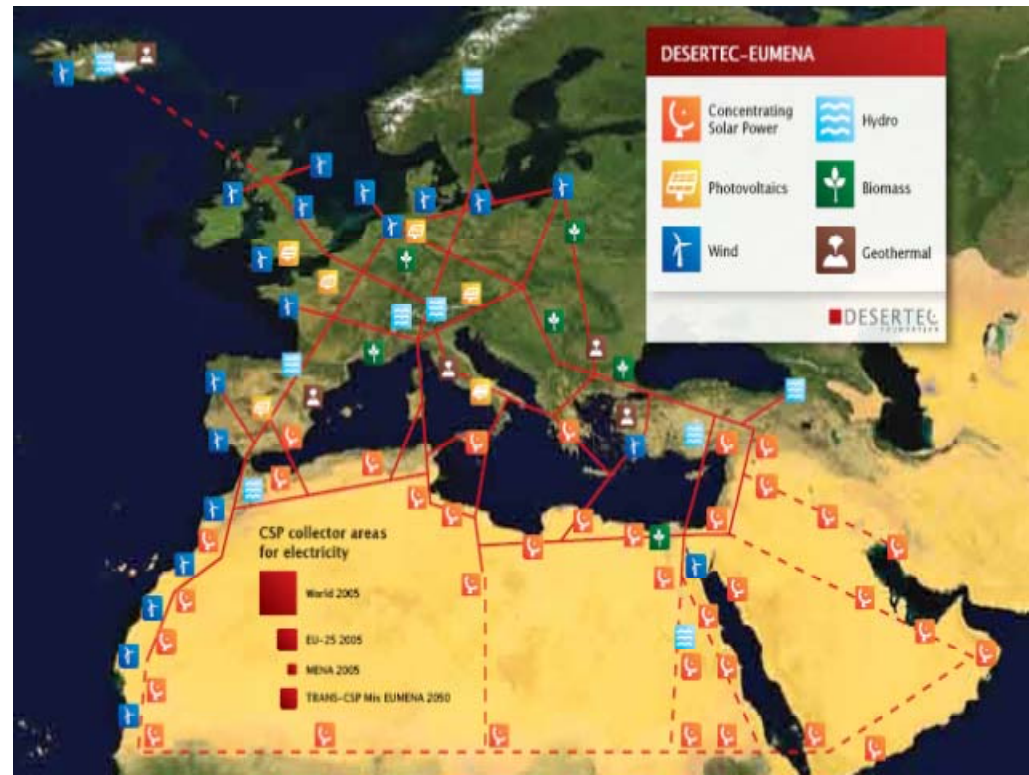 DESERTEC–EUMENA
Concentrating
Solar Power
Hydro
Photovoltaics
Biomass
Wind
Geothermal
DESERTEC
FOUNDATION
CSP collector areas
for electricity
World 2005
EU–25 2005
MENA 2005
TRANS–CSP Mix EUMENA 2050